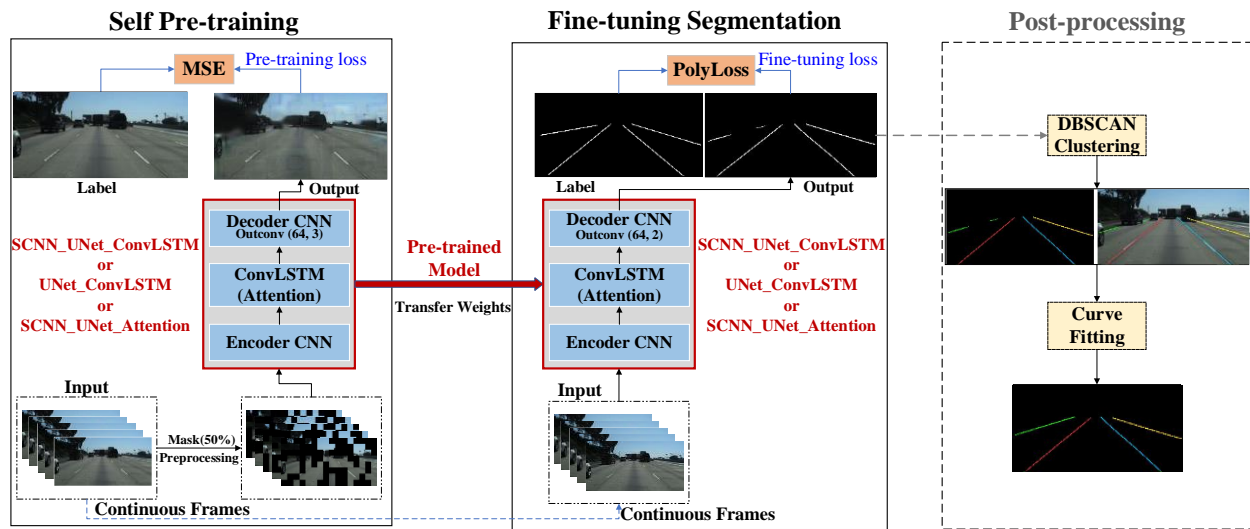 Self Pre-training
MSE
Pre-training loss
Label
Output
Decoder CNN
Outconv (64, 3)
ConvLSTM
(Attention)
Encoder CNN
SCNN_UNet_ConvLSTM
or
UNet_ConvLSTM
or
SCNN_UNet_Attention
Input
Mask(50%)
Preprocessing
Continuous Frames
Pre-trained
Model
Transfer Weights
Fine-tuning Segmentation
PolyLoss
Fine-tuning loss
Label
Output
Decoder CNN
Outconv (64, 2)
ConvLSTM
(Attention)
Encoder CNN
SCNN_UNet_ConvLSTM
or
UNet_ConvLSTM
or
SCNN_UNet_Attention
Input
Continuous Frames
Post-processing
DBSCAN
Clustering
Curve
Fitting